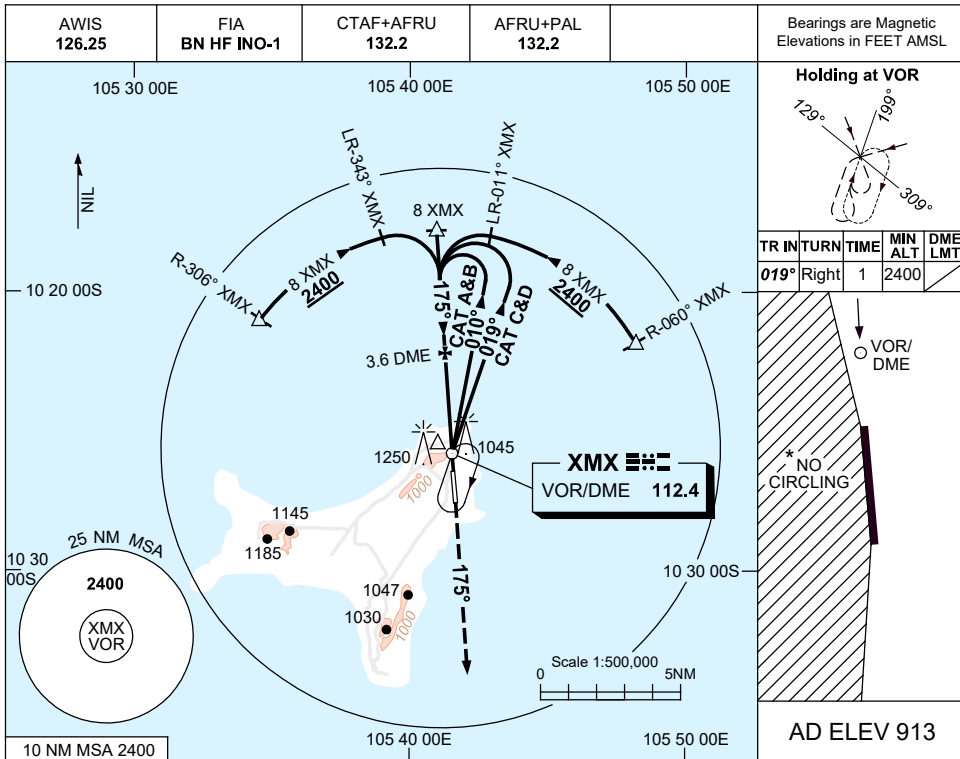 AWIS
126.25
FIA
BN HF INO-1
CTAF+AFRU
132.2
AFRU+PAL
132.2
Bearings are Magnetic
Elevations in FEET AMSL
105 30 00E
105 40 00E
105 50 00E
NIL
LR-343° XMX
8 XMX
LR-011° XMX
R-306° XMX
8 XMX
2400
8 XMX
2400
R-060° XMX
10 20 00S
175°
CAT A&B
010°
019°
CAT C&D
3.6 DME
1250
1045
1000
XMX
VOR/DME 112.4
1145
1185
1047
1030
1000
175°
25 NM MSA
2400
XMX
VOR
10 30
00S
10 30 00S
Scale 1:500,000
0
5NM
10 NM MSA 2400
105 40 00E
105 50 00E
Holding at VOR
129°
199°
309°
TR IN
TURN
TIME
MIN
ALT
DME
LMT
019°
Right
1
2400
VOR/
DME
* NO
CIRCLING
AD ELEV 913